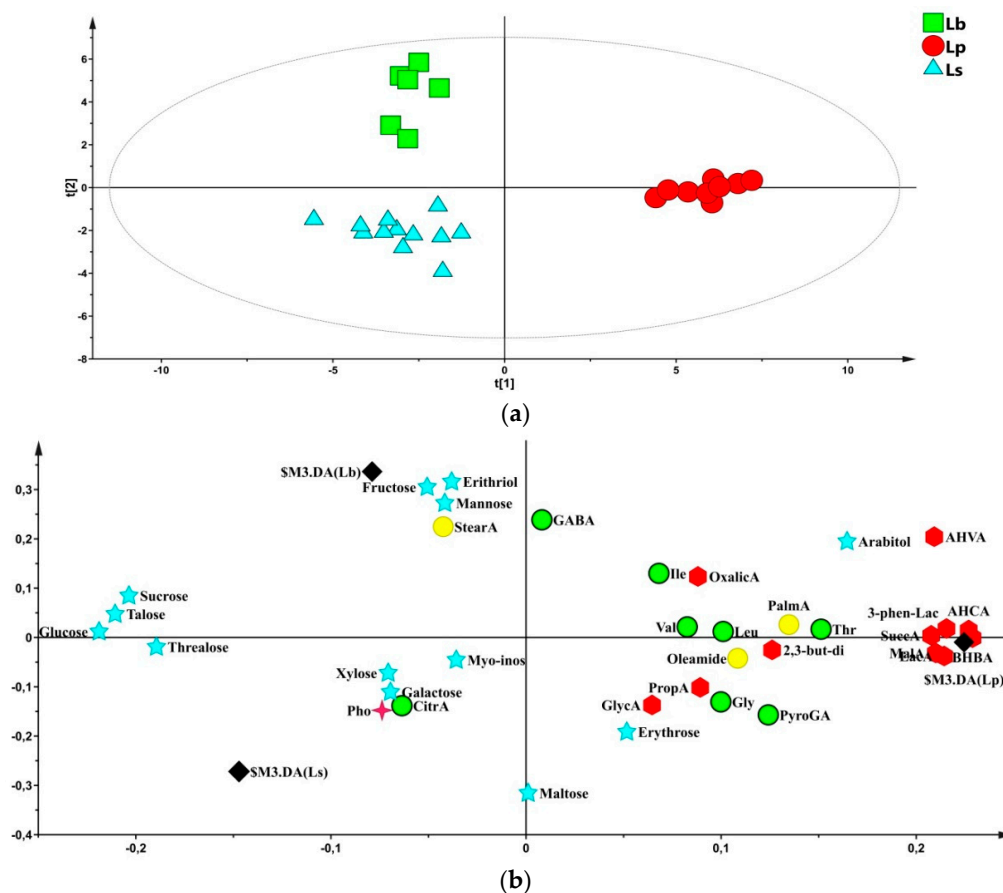 8
Lb
Lp
Ls
6
4
2
t[2]
0
-2
-4
-6
-8
-10
-5
0
5
10
t[1]
(a)
$M3.DA(Lb)
Erithriol
0,3
Fructose
Mannose
StearA
GABA
0,2
Arabitol
AHVA
Ile
OxalicA
0,1
Sucrose
PalmA
3-phen-Lac
AHCA
Talose
Val
Leu
Thr
SuccA
0
Glucose
Threalose
2,3-but-di
MalA
BHBA
Myo-inos
Oleamide
$M3.DA(Lp)
Xylose
PropA
-0,1
Galactose
Pho
CitrA
GlycA
Gly
PyroGA
-0,2
Erythrose
$M3.DA(Ls)
-0,3
Maltose
-0,4
-0,2
-0,1
0
0,1
0,2
(b)